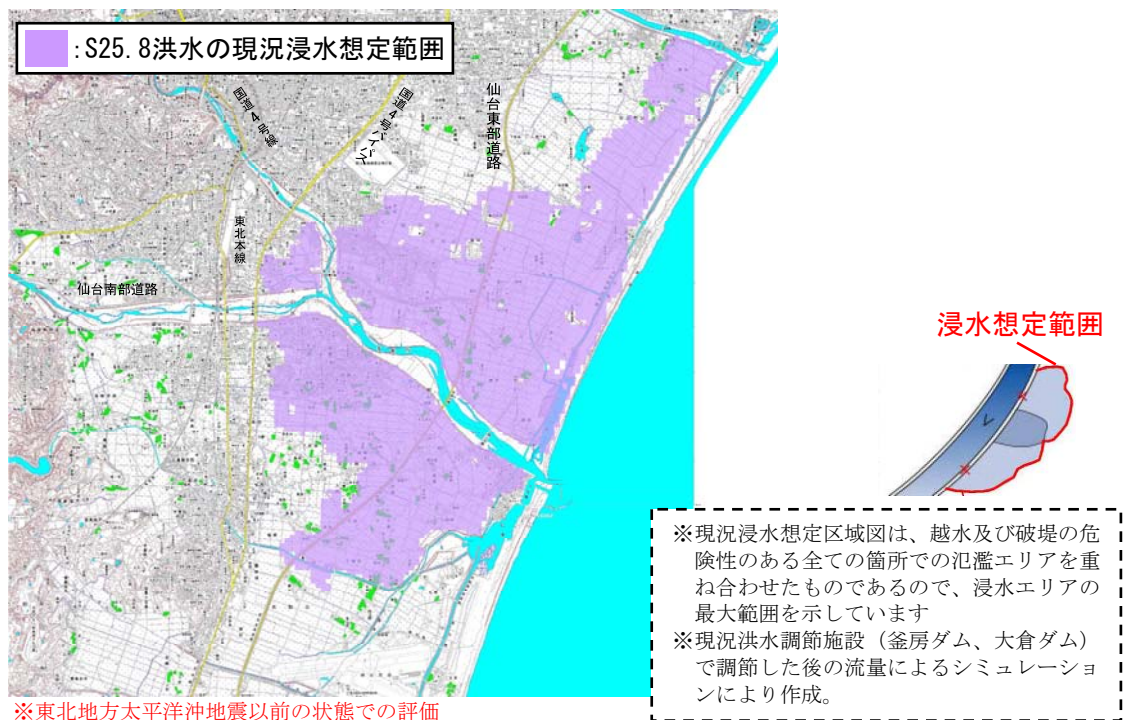 :S25.8洪水の現況浸水想定範囲
国道4号線
国道4号バイパス
仙台東部道路
東北本線
仙台南部道路
浸水想定範囲
※現況浸水想定区域図は、越水及び破堤の危
険性のある全ての箇所での氾濫エリアを重
ね合わせたものであるので、浸水エリアの
最大範囲を示しています
※現況洪水調節施設（釜房ダム、大倉ダム）
で調節した後の流量によるシミュレーショ
ンにより作成。
※東北地方太平洋沖地震以前の状態での評価